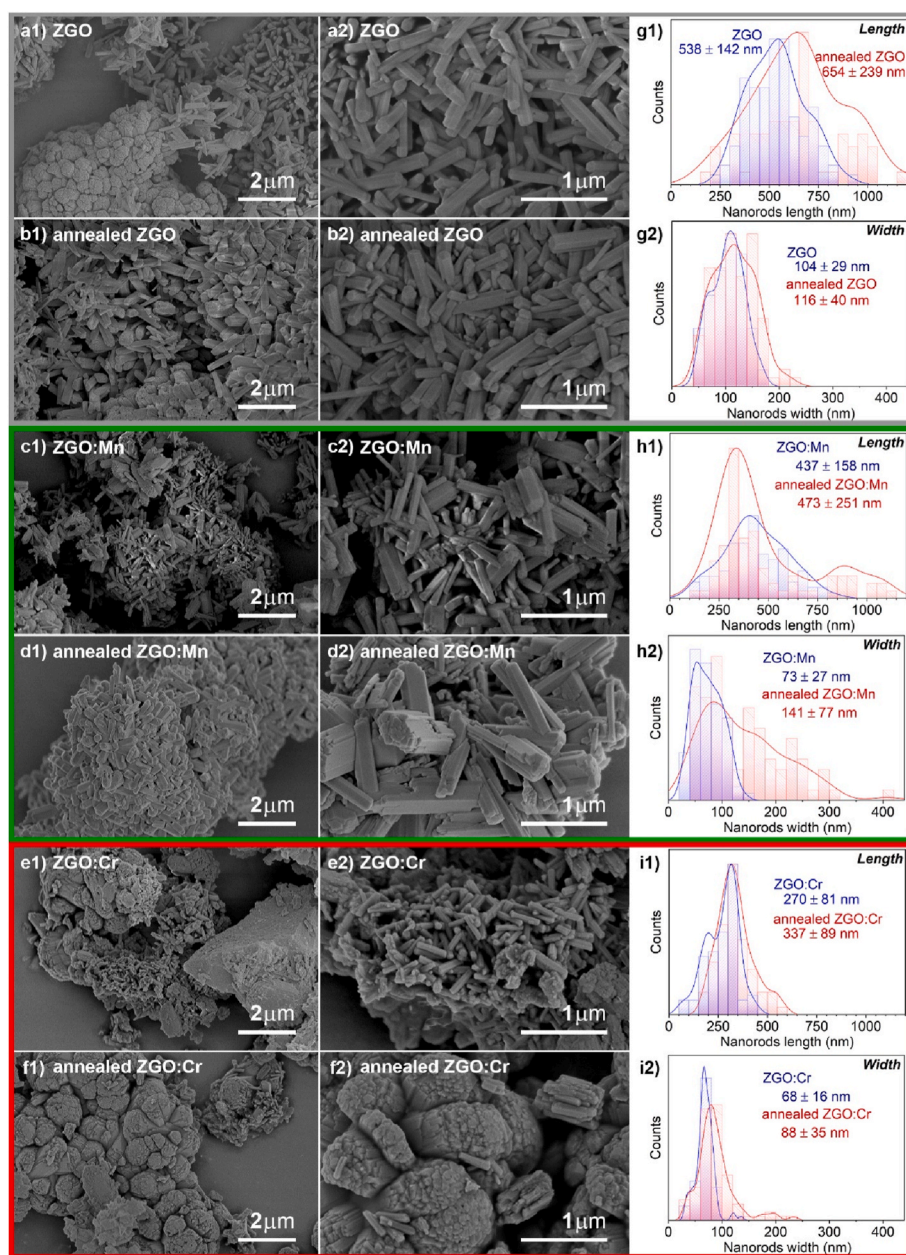 a1) ZGO
2μm
a2) ZGO
1μm
g1)
Length
ZGO
538 ± 142 nm
annealed ZGO
654 ± 239 nm
Counts
0 250 500 750 1000
Nanorods length (nm)
b1) annealed ZGO
2μm
b2) annealed ZGO
1μm
g2)
Width
ZGO
104 ± 29 nm
annealed ZGO
116 ± 40 nm
Counts
0 100 200 300 400
Nanorods width (nm)
c1) ZGO:Mn
2μm
c2) ZGO:Mn
1μm
h1)
Length
ZGO:Mn
437 ± 158 nm
annealed ZGO:Mn
473 ± 251 nm
Counts
0 250 500 750 1000
Nanorods length (nm)
d1) annealed ZGO:Mn
2μm
d2) annealed ZGO:Mn
1μm
h2)
Width
ZGO:Mn
73 ± 27 nm
annealed ZGO:Mn
141 ± 77 nm
Counts
0 100 200 300 400
Nanorods width (nm)
e1) ZGO:Cr
2μm
e2) ZGO:Cr
1μm
i1)
Length
ZGO:Cr
270 ± 81 nm
annealed ZGO:Cr
337 ± 89 nm
Counts
0 250 500 750 1000
Nanorods length (nm)
f1) annealed ZGO:Cr
2μm
f2) annealed ZGO:Cr
1μm
i2)
Width
ZGO:Cr
68 ± 16 nm
annealed ZGO:Cr
88 ± 35 nm
Counts
0 100 200 300 400
Nanorods width (nm)